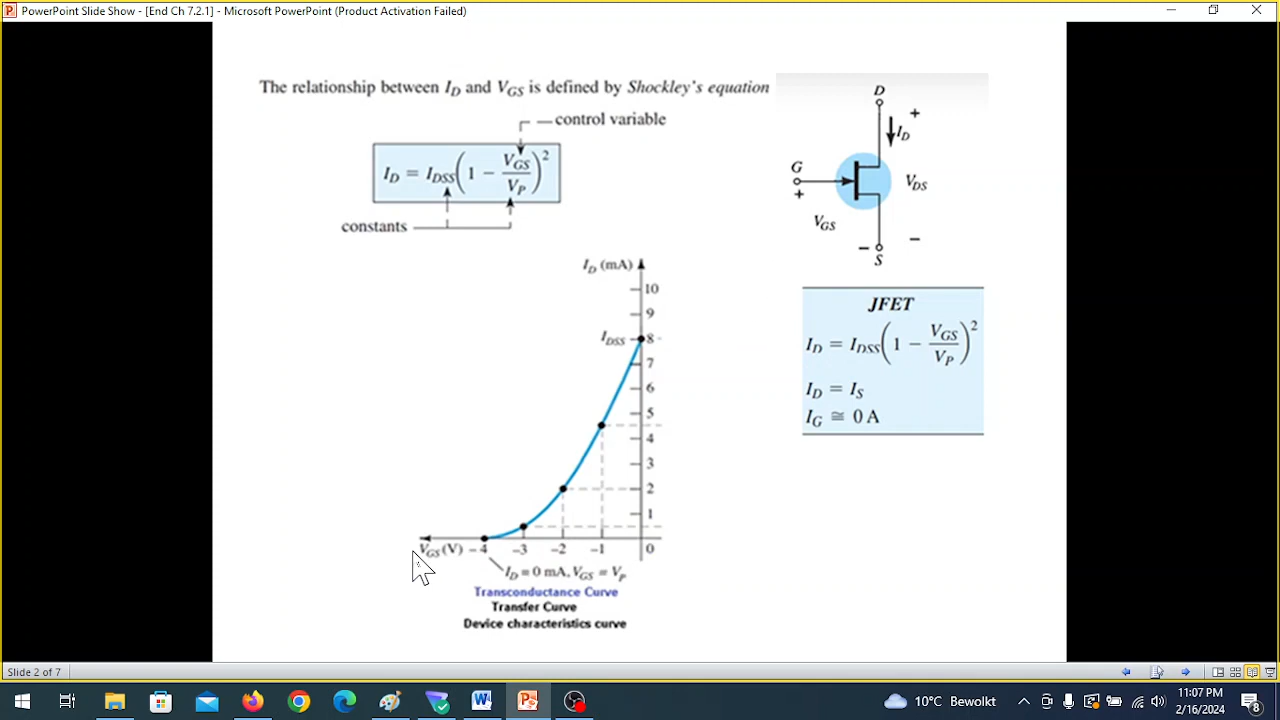 PowerPoint Slide Show - [End Ch 7.2.1] - Microsoft PowerPoint (Product Activation Failed)
The relationship between I_D and V_GS is defined by Shockley's equation
control variable
I_D = I_DSS(1 - V_GS/V_P)^2
constants
D
+
I_D
G
+
V_DS
V_GS
-
-
S
I_D (mA)
10
9
I_DSS 8
7
6
5
4
3
2
1
V_GS (V) -4 -3 -2 -1 0
I_D = 0 mA, V_GS = V_P
Transconductance Curve
Transfer Curve
Device characteristics curve
JFET
I_D = I_DSS(1 - V_GS/V_P)^2
I_D = I_S
I_G ≅ 0 A
Slide 2 of 7
10°C Bewolkt
11:07 PM
2/16/2024
8